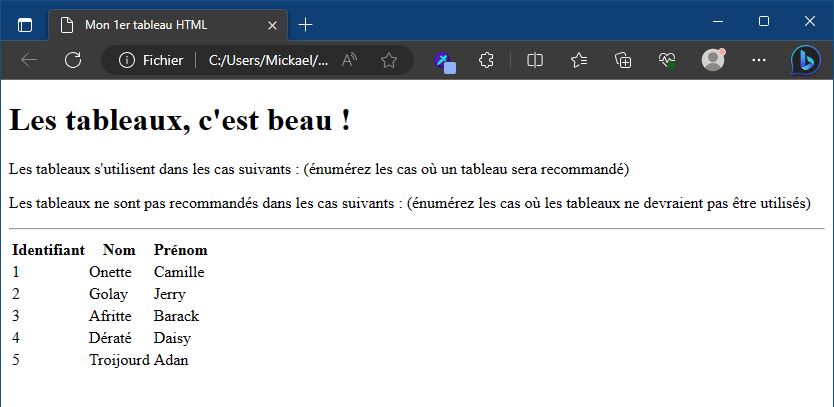 Mon 1er tableau HTML
Fichier C:/Users/Mickael/...
Les tableaux, c'est beau !
Les tableaux s'utilisent dans les cas suivants : (énumérez les cas où un tableau sera recommandé)
Les tableaux ne sont pas recommandés dans les cas suivants : (énumérez les cas où les tableaux ne devraient pas être utilisés)
Identifiant Nom Prénom
1 Onette Camille
2 Golay Jerry
3 Afritte Barack
4 Dératé Daisy
5 Troijourd Adan